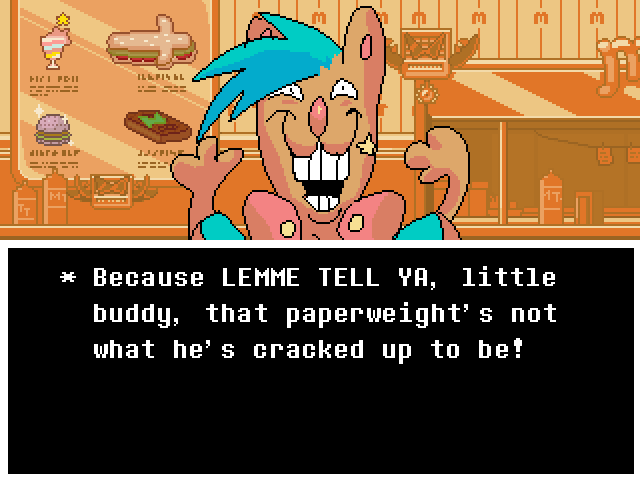 * Because LEMME TELL YA, little
buddy, that paperweight's not
what he's cracked up to be!